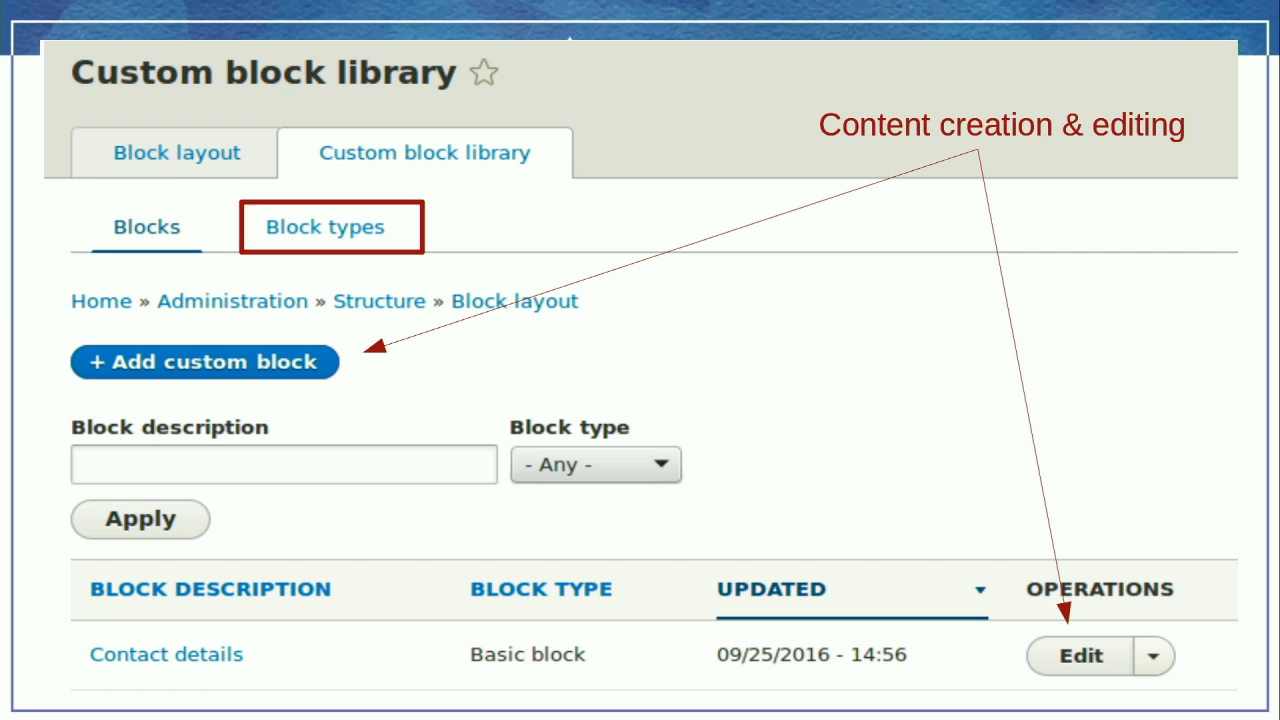 Custom block library
Content creation & editing
Block layout Custom block library
Blocks Block types
Home » Administration » Structure » Block layout
+ Add custom block
Block description Block type
- Any -
Apply
BLOCK DESCRIPTION BLOCK TYPE UPDATED OPERATIONS
Contact details Basic block 09/25/2016 - 14:56 Edit